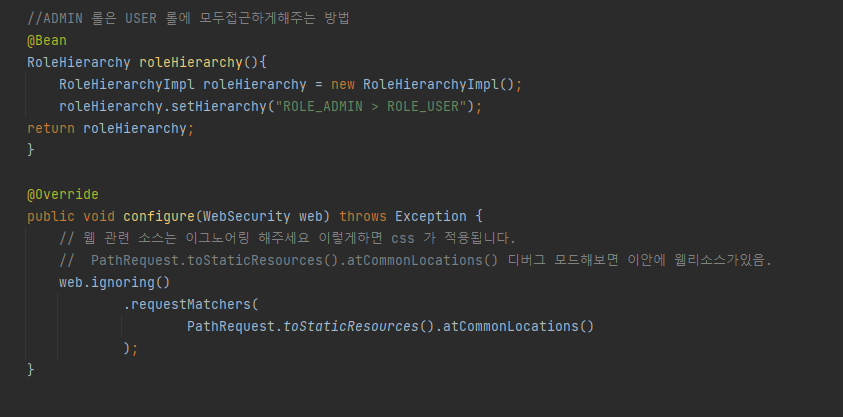 //ADMIN 롤은 USER 롤에 모두접근하게해주는 방법
@Bean
RoleHierarchy roleHierarchy(){
RoleHierarchyImpl roleHierarchy = new RoleHierarchyImpl();
roleHierarchy.setHierarchy("ROLE_ADMIN > ROLE_USER");
return roleHierarchy;
}
@Override
public void configure(WebSecurity web) throws Exception {
// 웹 관련 소스는 이그노어링 해주세요 이렇게하면 css 가 적용됩니다.
//  PathRequest.toStaticResources().atCommonLocations() 디버그 모드해보면 이안에 웹리소스가있음.
web.ignoring()
.requestMatchers(
PathRequest.toStaticResources().atCommonLocations()
);
}